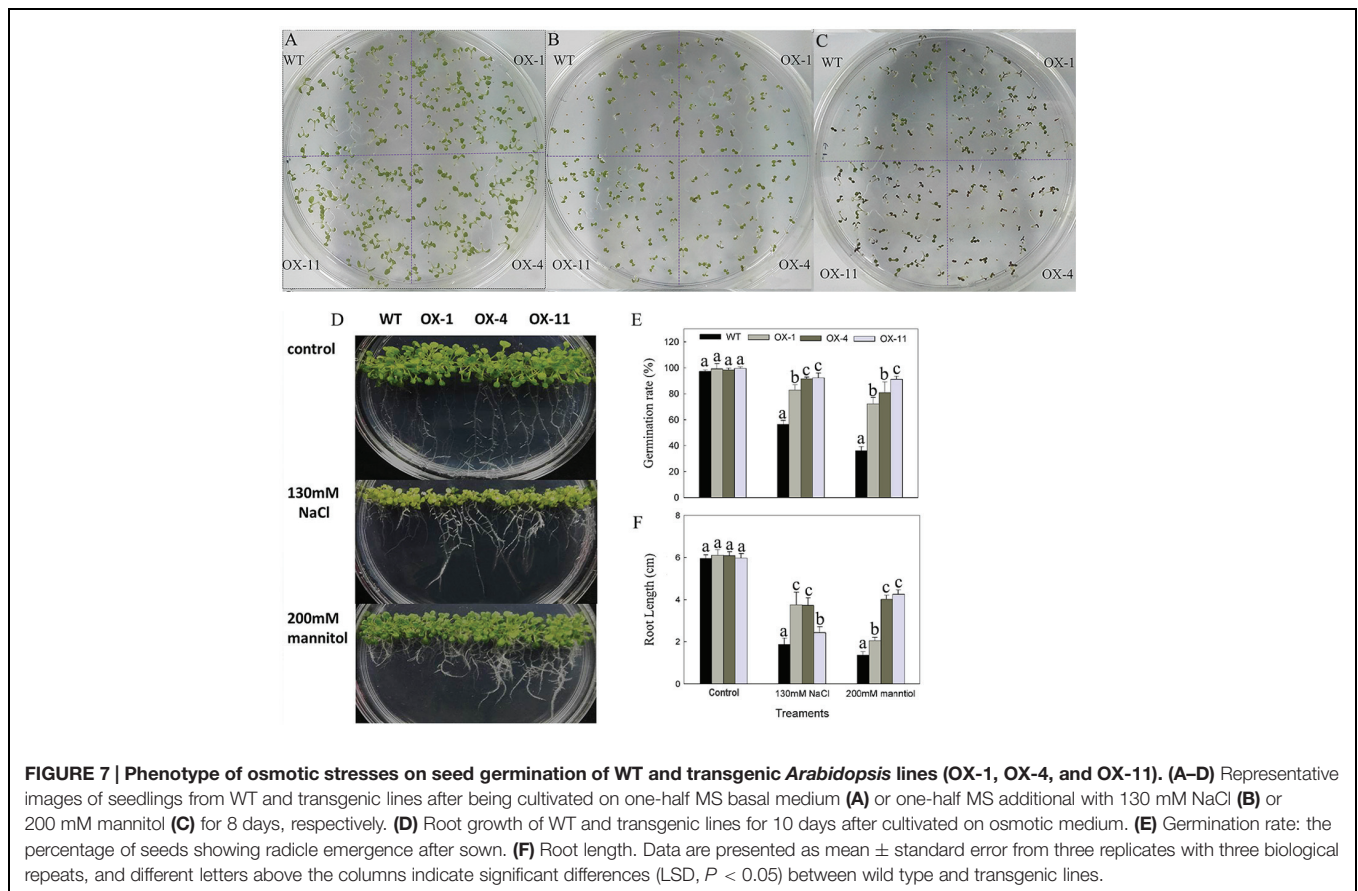 A
WT
OX-1
OX-11
OX-4
B
WT
OX-1
OX-11
OX-4
C
WT
OX-1
OX-11
OX-4
D WT OX-1 OX-4 OX-11
control
130mM
NaCl
200mM
mannitol
E
WT OX-1 OX-4 OX-11
Germination rate (%)
120
100
80
60
40
20
0
a a a a
a b c c
a b b c
F
Root Length (cm)
8
6
4
2
0
a a a a
a c c b
a b c c
Control 130mM NaCl 200mM manntiol
Treaments
FIGURE 7 | Phenotype of osmotic stresses on seed germination of WT and transgenic Arabidopsis lines (OX-1, OX-4, and OX-11). (A–D) Representative
images of seedlings from WT and transgenic lines after being cultivated on one-half MS basal medium (A) or one-half MS additional with 130 mM NaCl (B) or
200 mM mannitol (C) for 8 days, respectively. (D) Root growth of WT and transgenic lines for 10 days after cultivated on osmotic medium. (E) Germination rate: the
percentage of seeds showing radicle emergence after sown. (F) Root length. Data are presented as mean ± standard error from three replicates with three biological
repeats, and different letters above the columns indicate significant differences (LSD, P < 0.05) between wild type and transgenic lines.